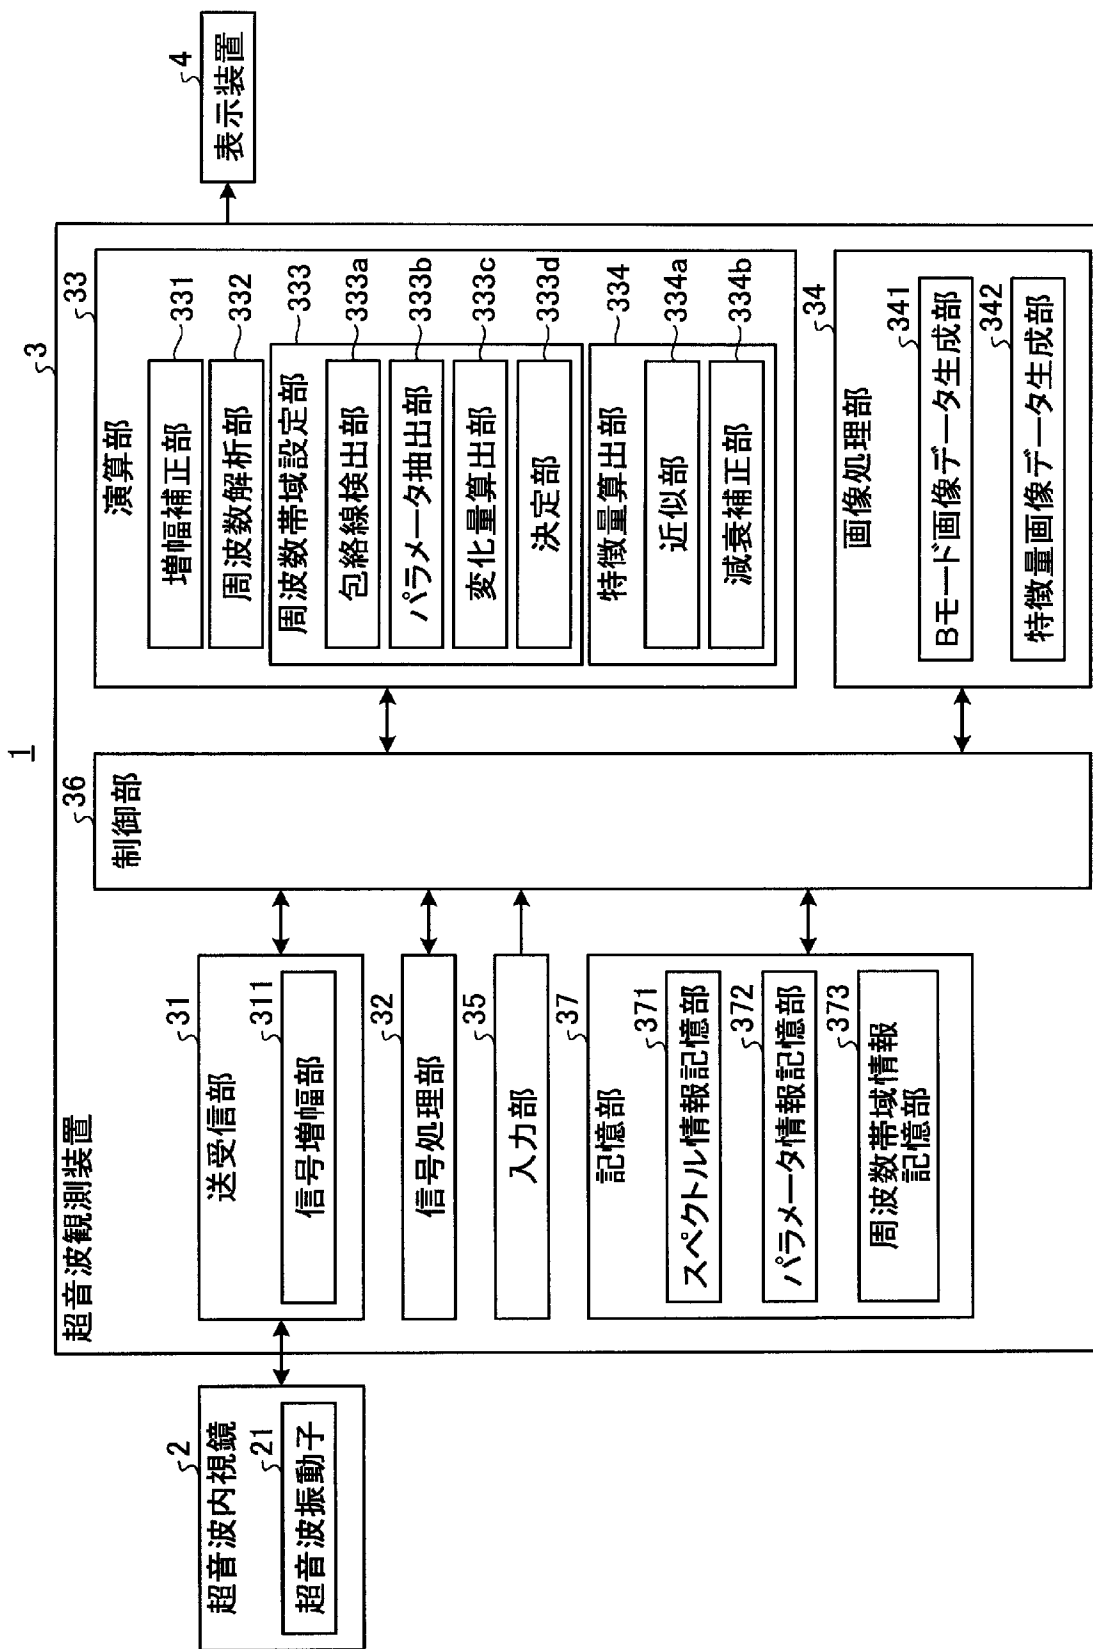 1
超音波内視鏡
2
超音波振動子
21
超音波観測装置
3
送受信部
31
信号増幅部
311
信号処理部
32
入力部
35
記憶部
37
スペクトル情報記憶部
371
パラメータ情報記憶部
372
周波数帯域情報
記憶部
373
制御部
36
演算部
33
増幅補正部
331
周波数解析部
332
周波数帯域設定部
333
包絡線検出部
333a
パラメータ抽出部
333b
変化量算出部
333c
決定部
333d
特徴量算出部
334
近似部
334a
減衰補正部
334b
画像処理部
34
Bモード画像データ生成部
341
特徴量画像データ生成部
342
表示装置
4